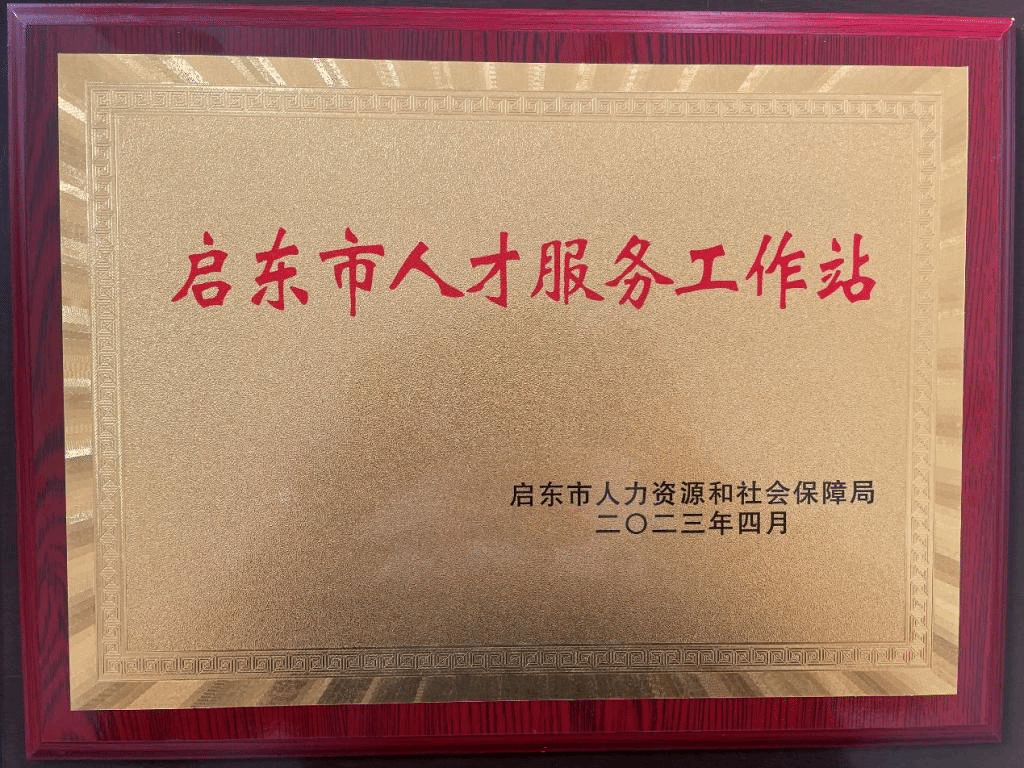 启东市人才服务工作站
启东市人力资源和社会保障局
二〇二三年四月